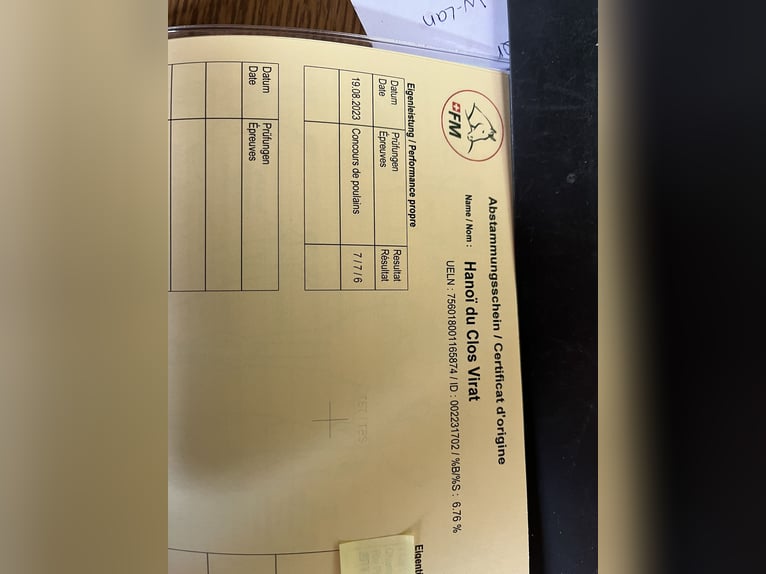 Abstammungsschein / Certificat d'origine
FM
Name / Nom : Hanoï du Clos Virat
UELN : 756018001165874 / ID : 002231702 / %B/%S : 6.76 %
Eigenleistung / Performance propre
Datum Prüfungen Resultat
Date Épreuves Résultat
19.08.2023 Concours de poulains 7 / 7 / 6
Datum Prüfungen
Date Épreuves